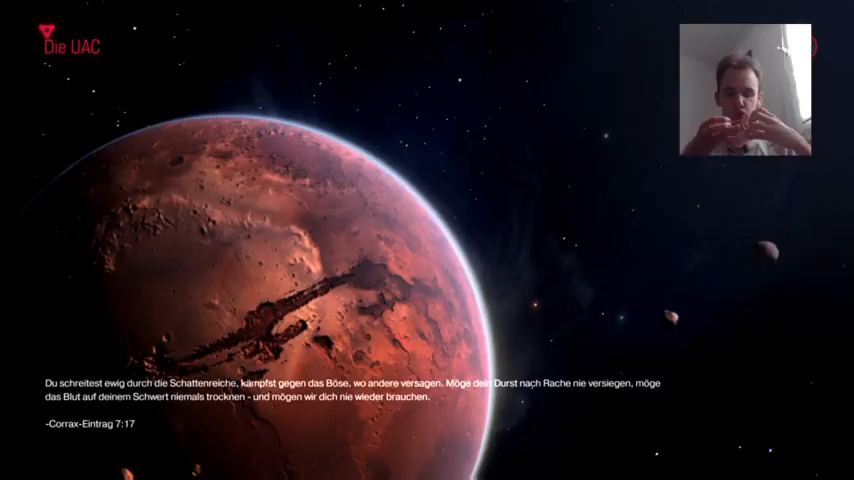 Die UAC
Du schreitest ewig durch die Schattenreiche, kämpfst gegen das Böse, wo andere versagen. Möge dein Durst nach Rache nie versiegen, möge
das Blut auf deinem Schwert niemals trocknen - und mögen wir dich nie wieder brauchen.
-Corrax-Eintrag 7:17